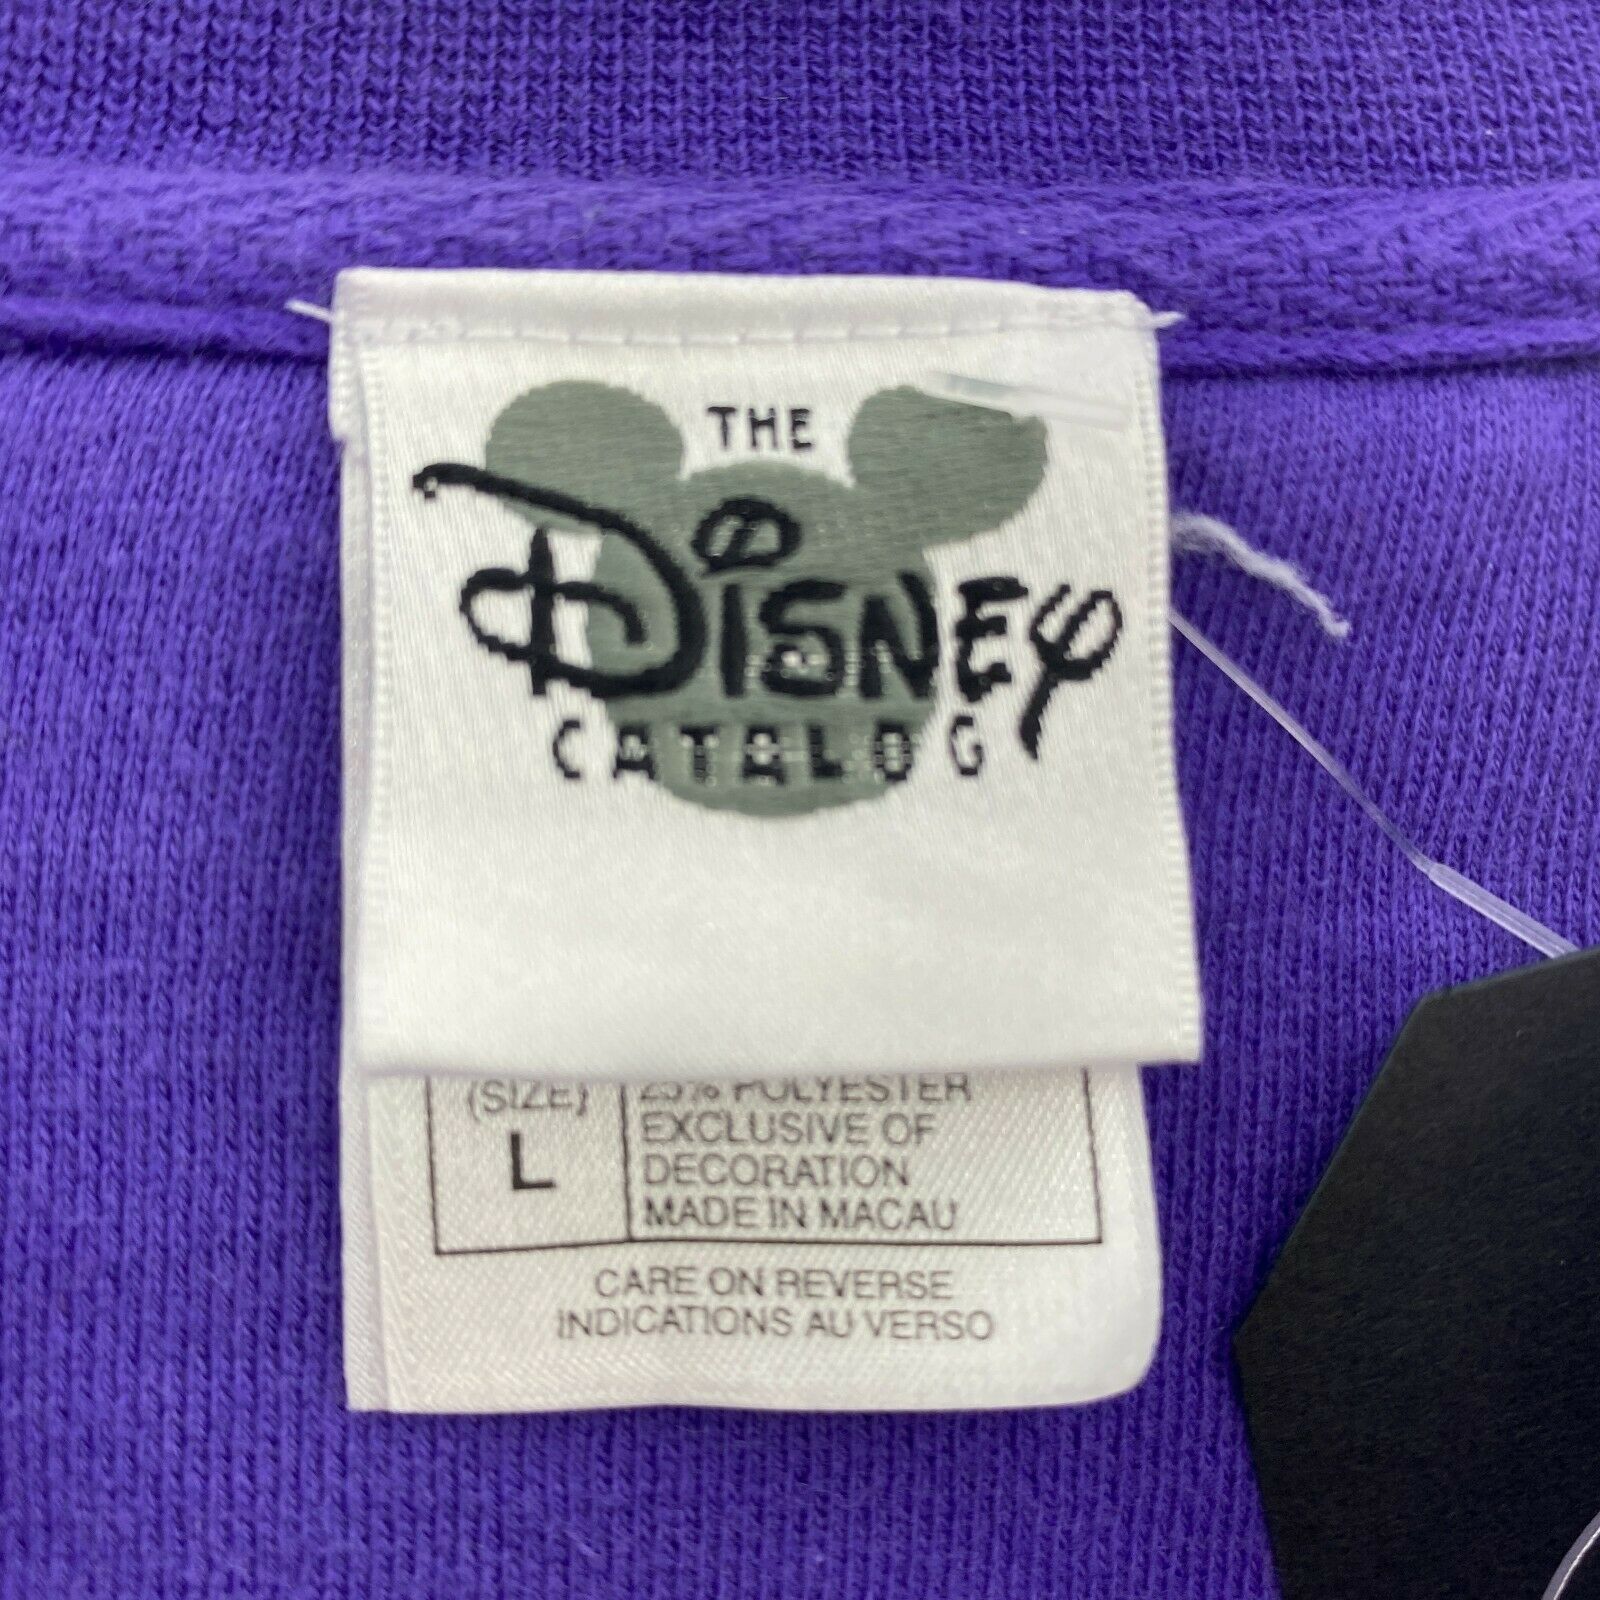 THE
DISNEY
CATALOG
(SIZE) 25% POLYESTER
L EXCLUSIVE OF
DECORATION
MADE IN MACAU
CARE ON REVERSE
INDICATIONS AU VERSO